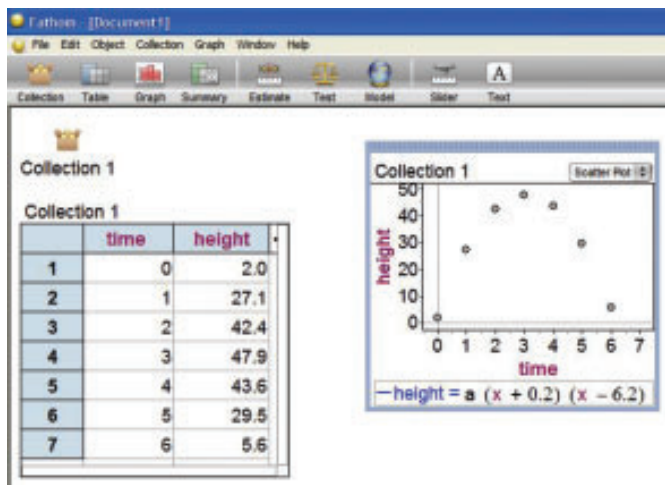 Fathom - [Document1]
File Edit Object Collection Graph Window Help
Collection Table Graph Summary Estimate Test Model Slider Text
A
Collection 1
Collection 1
time height
1 0 2.0
2 1 27.1
3 2 42.4
4 3 47.9
5 4 43.6
6 5 29.5
7 6 5.6
Collection 1 Scatter Plot
50
40
30
20
10
0
height
0 1 2 3 4 5 6 7
time
height = a (x + 0.2) (x – 6.2)